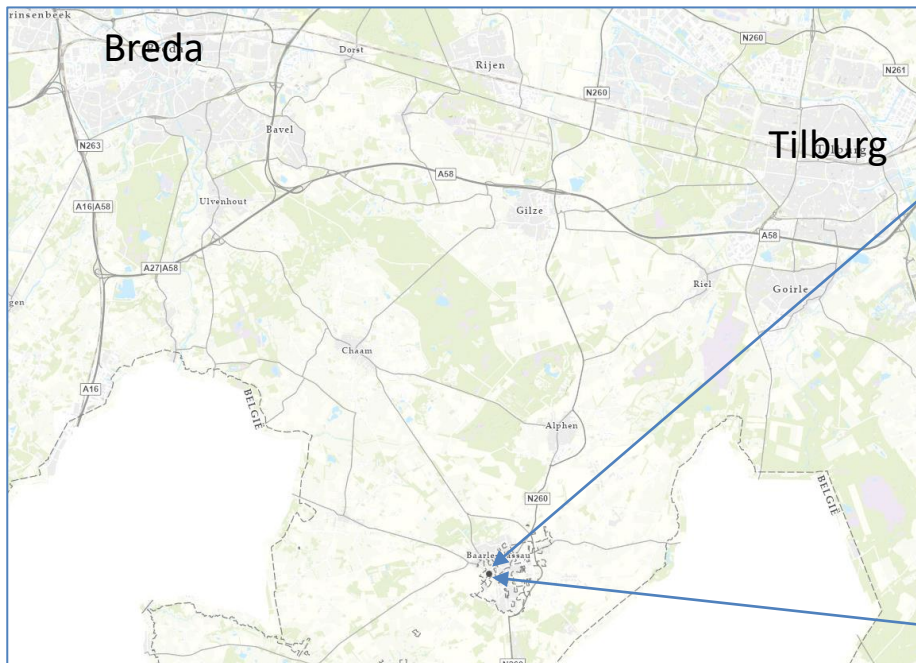 rinsenbeek
Breda
Dorst
Rijen
N260
N260
N261
Bavel
N263
Tilburg
A58
Ulvenhout
A16|A58
Gilze
A58
A27|A58
Riel
Goirle
gen
Chaam
A16
BELGIË
Alphen
BELGIË
N260
Baarle-Nassau
N260